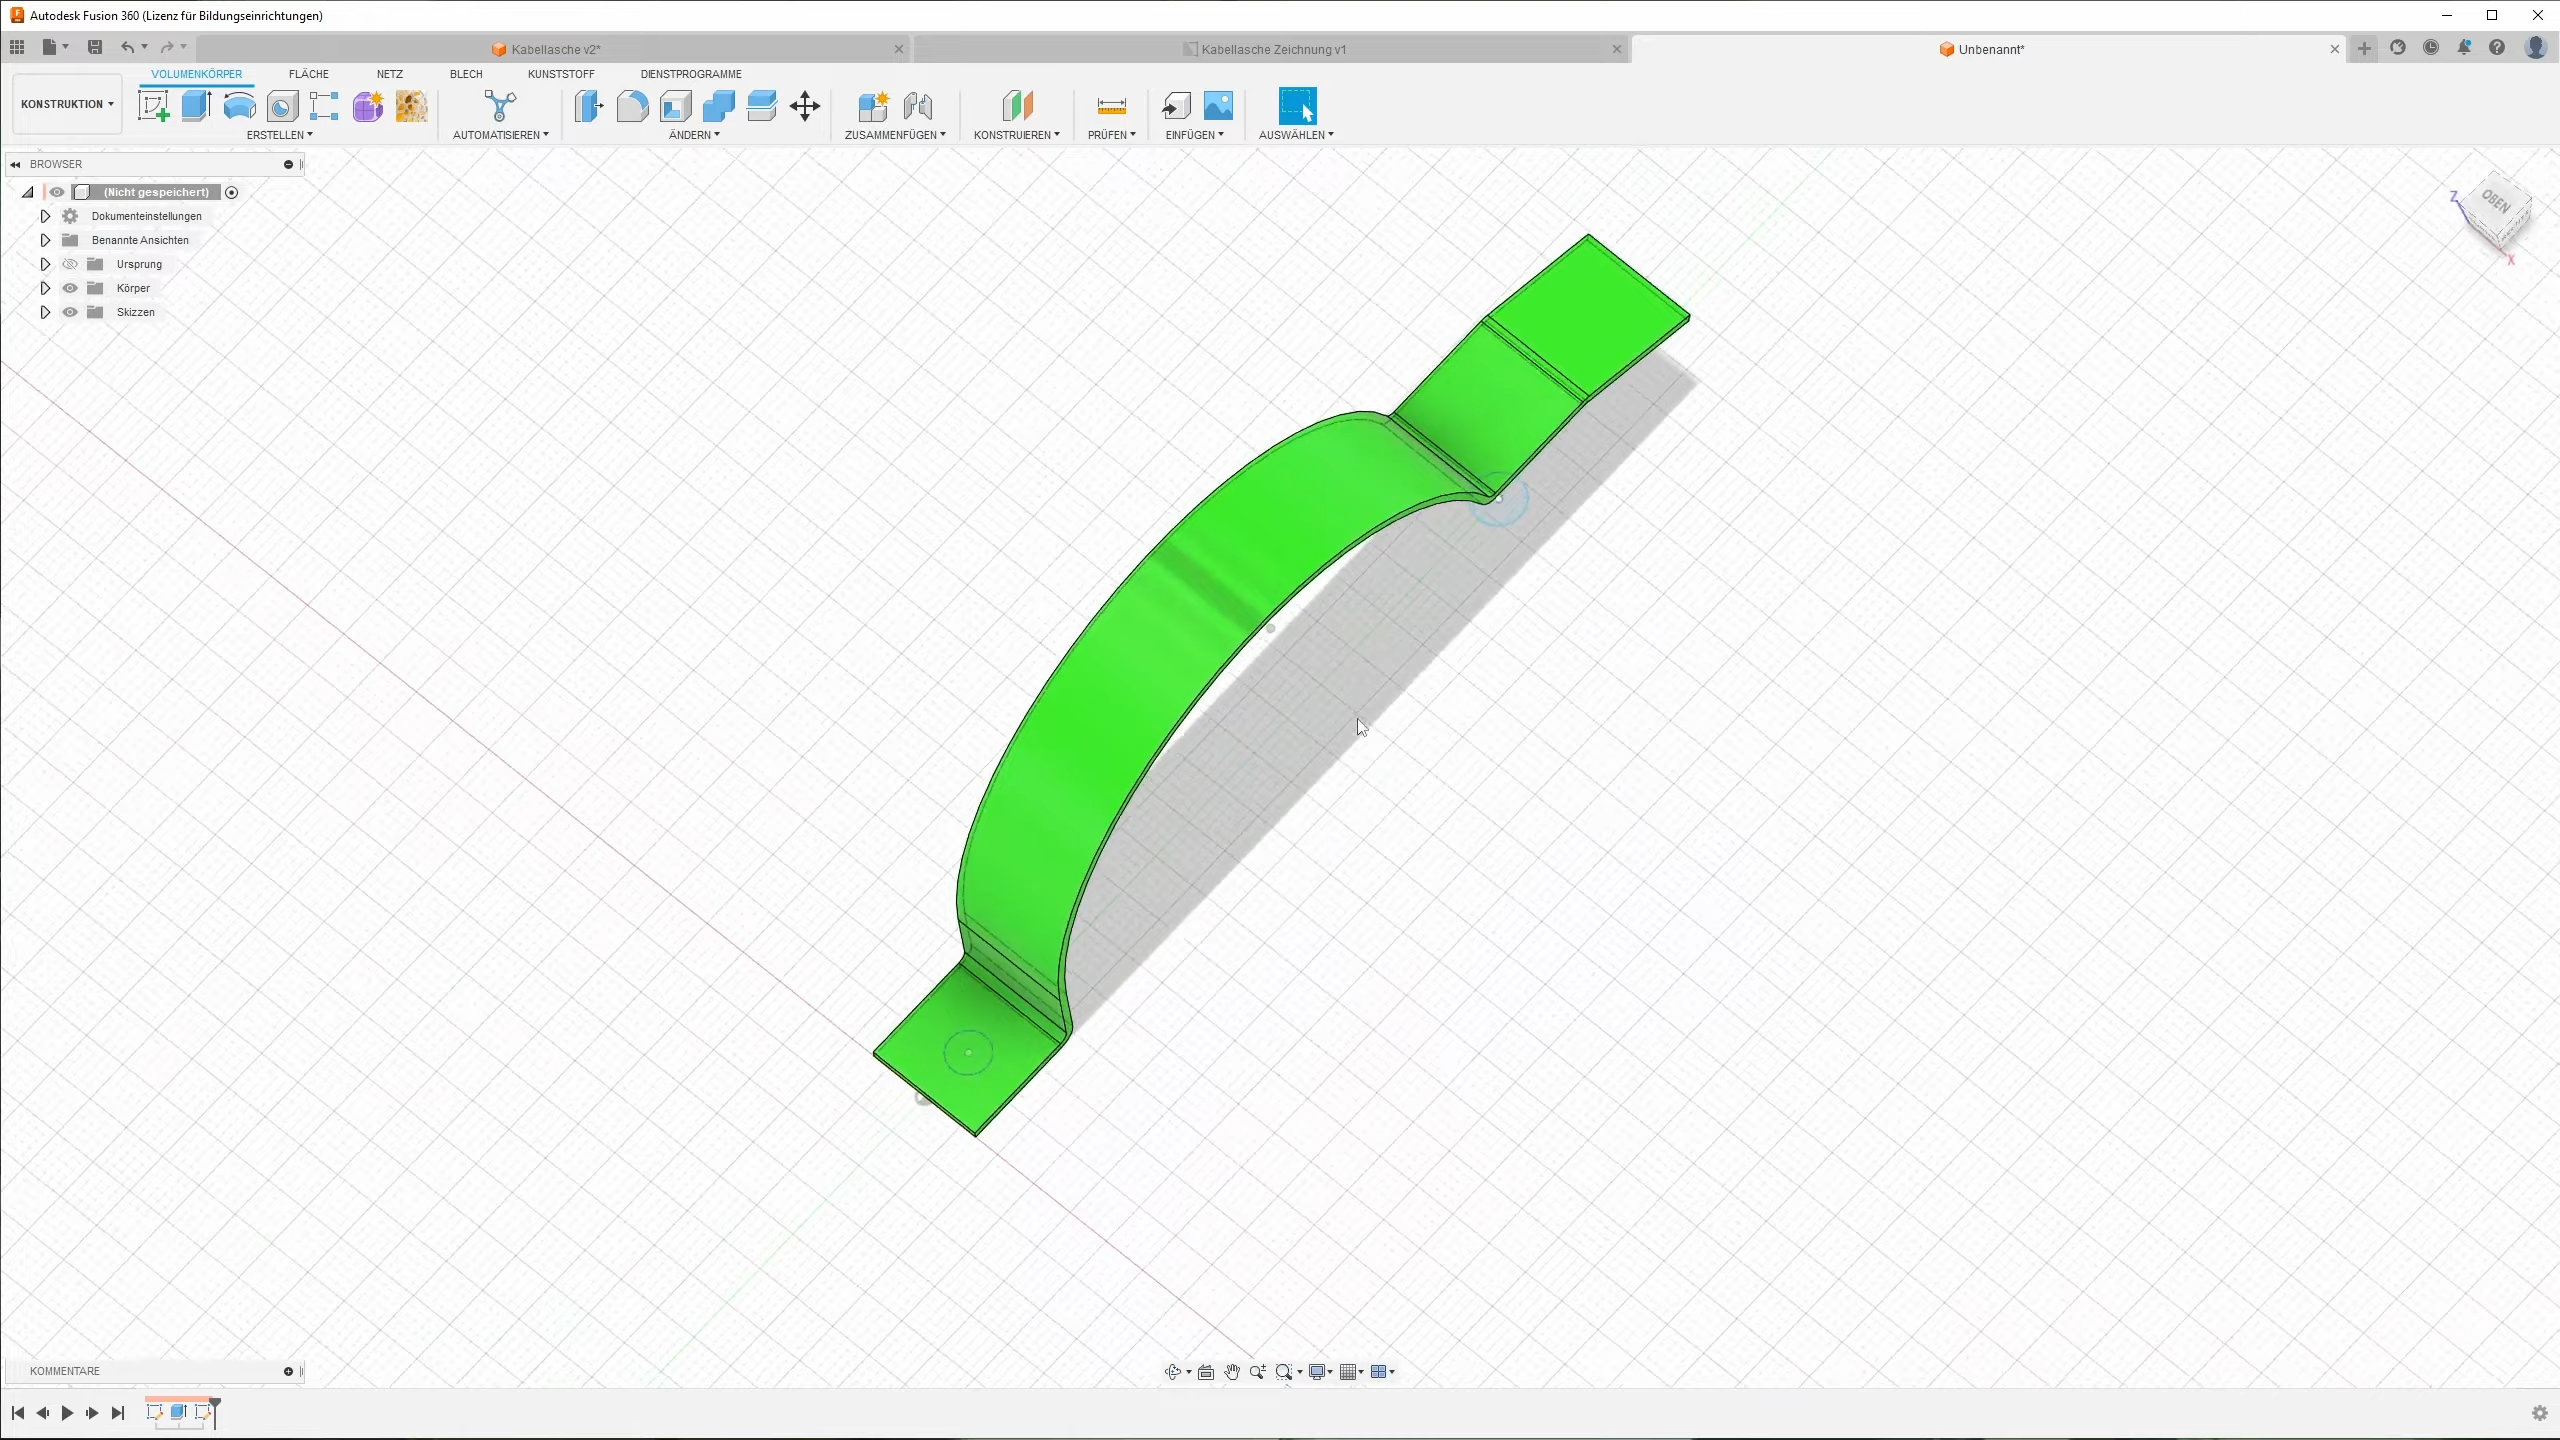 Autodesk Fusion 360 (Lizenz für Bildungseinrichtungen)
Kabellasche v2*
Kabellasche Zeichnung v1
Unbenannt*
KONSTRUKTION
VOLUMENKÖRPER
FLÄCHE
NETZ
BLECH
KUNSTSTOFF
DIENSTPROGRAMME
ERSTELLEN
AUTOMATISIEREN
ÄNDERN
ZUSAMMENFÜGEN
KONSTRUIEREN
PRÜFEN
EINFÜGEN
AUSWÄHLEN
BROWSER
(Nicht gespeichert)
Dokumenteinstellungen
Benannte Ansichten
Ursprung
Körper
Skizzen
Z
OBEN
X
KOMMENTARE